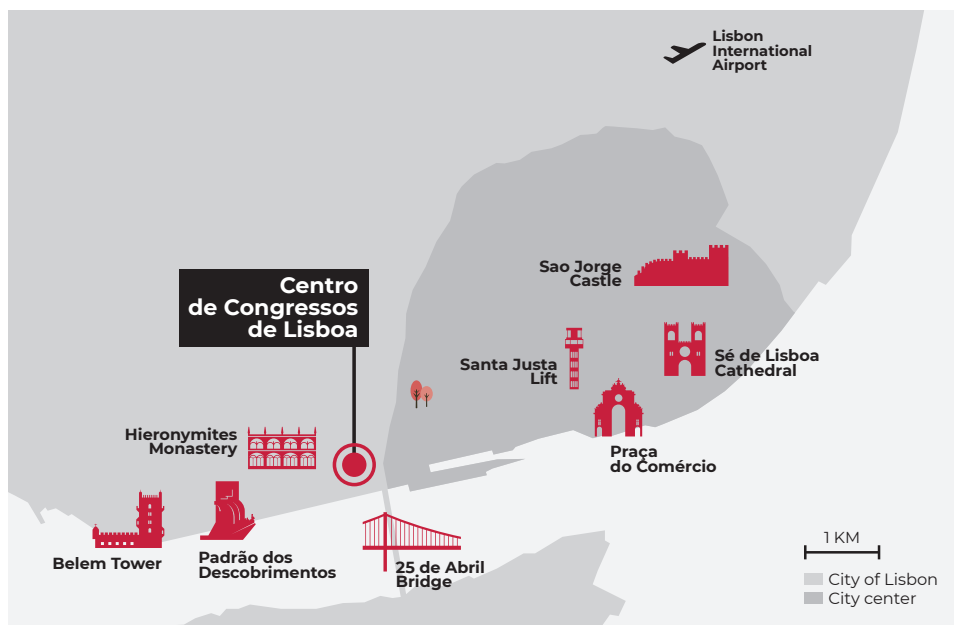 Lisbon
International
Airport
Sao Jorge
Castle
Centro
de Congressos
de Lisboa
Santa Justa
Lift
Sé de Lisboa
Cathedral
Hieronymites
Monastery
Praça
do Comércio
Belem Tower
Padrão dos
Descobrimentos
25 de Abril
Bridge
1 KM
City of Lisbon
City center